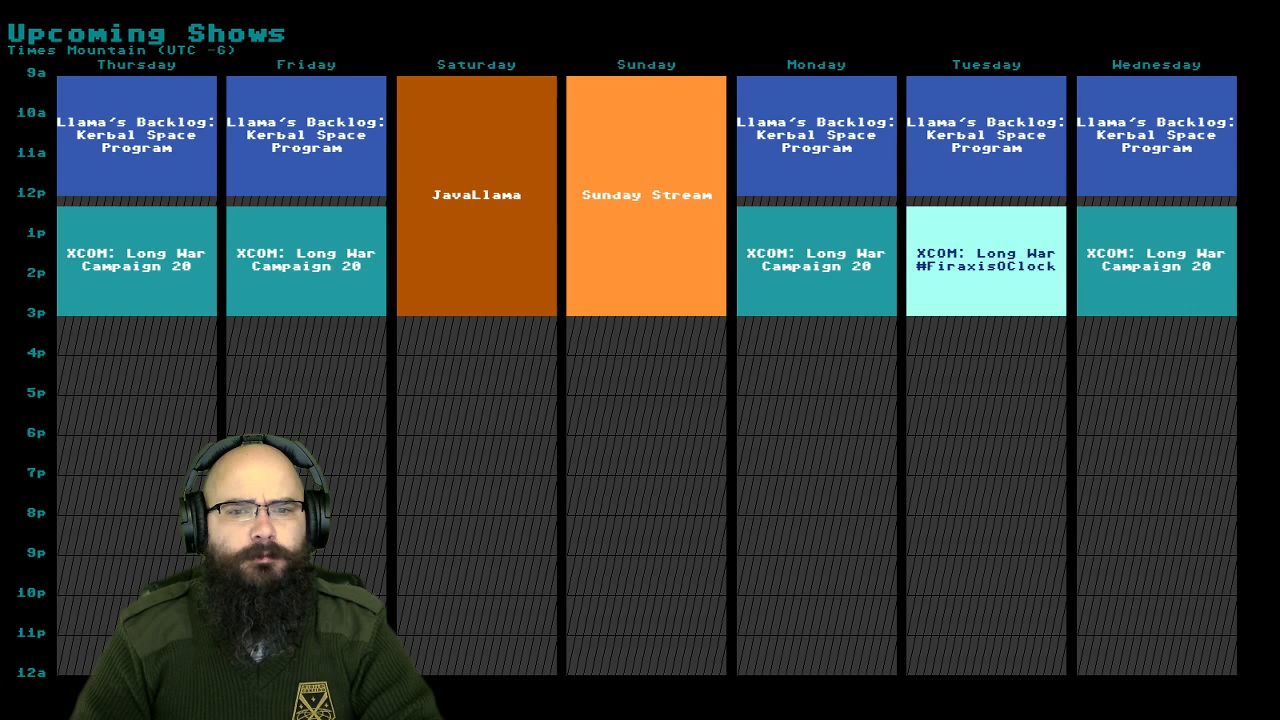 Upcoming Shows
Times Mountain (UTC -6)
Thursday Friday Saturday Sunday Monday Tuesday Wednesday
9a
10a
11a
12p
1p
2p
3p
4p
5p
6p
7p
8p
9p
10p
11p
12a
Llama's Backlog:
Kerbal Space
Program
XCOM: Long War
Campaign 20
Llama's Backlog:
Kerbal Space
Program
XCOM: Long War
Campaign 20
JavaLlama
Sunday Stream
Llama's Backlog:
Kerbal Space
Program
XCOM: Long War
Campaign 20
Llama's Backlog:
Kerbal Space
Program
XCOM: Long War
#FiraxisOClock
Llama's Backlog:
Kerbal Space
Program
XCOM: Long War
Campaign 20